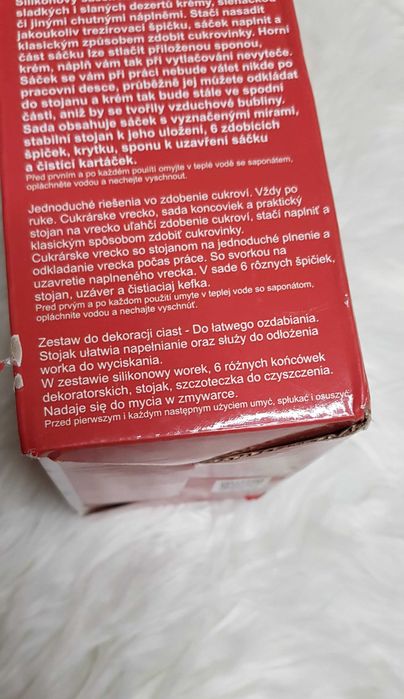 sladkých i slaných dezertů krémy, šlehačkou
či jinými chutnými náplněmi. Stačí nasadit
jakoukoliv trezírovací špičku, sáček naplnit a
klasickým způsobem zdobit cukrovinky. Horní
část sáčku lze stlačit přiloženou sponou,
krém, náplň vám tak při vytlačování nevyteče.
Sáček se vám při práci nebude válet nikde po
pracovní desce, průběžně jej můžete odkládat
do stojanu a krém tak bude stále ve spodní
části, aniž by se tvořily vzduchové bubliny.
Sada obsahuje sáček s vyznačenými mírami,
stabilní stojan k jeho uložení, 6 zdobicích
špiček, krytku, sponu k uzavření sáčku
a čisticí kartáček.
Před prvním a po každém použití omyjte v teplé vodě se saponátem,
opláchněte vodou a nechejte vyschnout.
Jednoduché riešenia vo zdobenie cukroví. Vždy po
ruke. Cukrárske vrecko, sada koncoviek a praktický
stojan na vrecko uľahčí zdobenie cukroví, stačí naplniť a
klasickým spôsobom zdobiť cukrovinky.
Cukrárske vrecko so stojanom na jednoduché plnenie a
odkladanie vrecka počas práce. So svorkou na
uzavretie naplneného vrecka. V sade 6 rôznych špičiek,
stojan, uzáver a čistiaciaj kefka.
Pred prvým a po každom použití umyte v teplej vode so saponátom,
opláchnite vodou a nechajte vyschnúť.
Zestaw do dekoracji ciast - Do łatwego ozdabiania.
Stojak ułatwia napełnianie oraz służy do odłożenia
worka do wyciskania.
W zestawie silikonowy worek, 6 różnych końcówek
dekoratorskich, stojak, szczoteczka do czyszczenia.
Nadaje się do mycia w zmywarce.
Przed pierwszym i każdym następnym użyciem umyć, spłukać i osuszyć